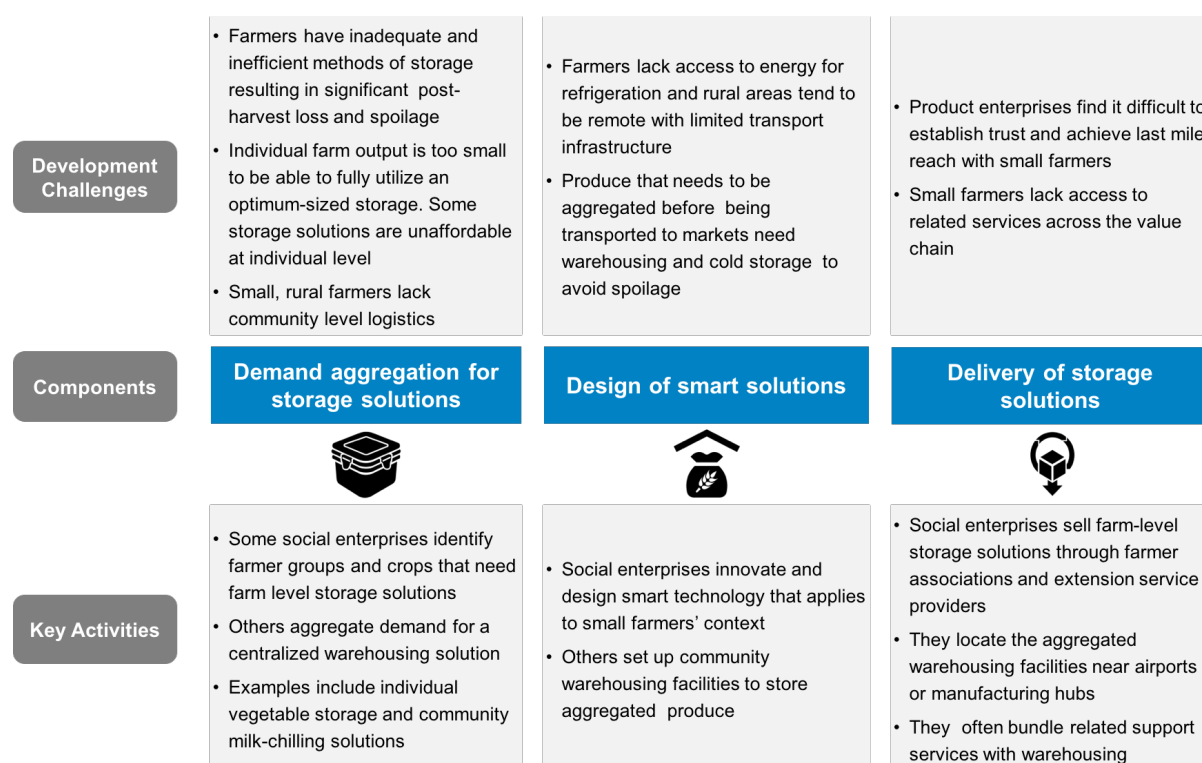 Development
Challenges
• Farmers have inadequate and
inefficient methods of storage
resulting in significant post-
harvest loss and spoilage
• Individual farm output is too small
to be able to fully utilize an
optimum-sized storage. Some
storage solutions are unaffordable
at individual level
• Small, rural farmers lack
community level logistics
• Farmers lack access to energy for
refrigeration and rural areas tend to
be remote with limited transport
infrastructure
• Produce that needs to be
aggregated before being
transported to markets need
warehousing and cold storage to
avoid spoilage
• Product enterprises find it difficult to
establish trust and achieve last mile
reach with small farmers
• Small farmers lack access to
related services across the value
chain
Components
Demand aggregation for
storage solutions
Design of smart solutions
Delivery of storage
solutions
Key Activities
• Some social enterprises identify
farmer groups and crops that need
farm level storage solutions
• Others aggregate demand for a
centralized warehousing solution
• Examples include individual
vegetable storage and community
milk-chilling solutions
• Social enterprises innovate and
design smart technology that applies
to small farmers’ context
• Others set up community
warehousing facilities to store
aggregated produce
• Social enterprises sell farm-level
storage solutions through farmer
associations and extension service
providers
• They locate the aggregated
warehousing facilities near airports
or manufacturing hubs
• They often bundle related support
services with warehousing